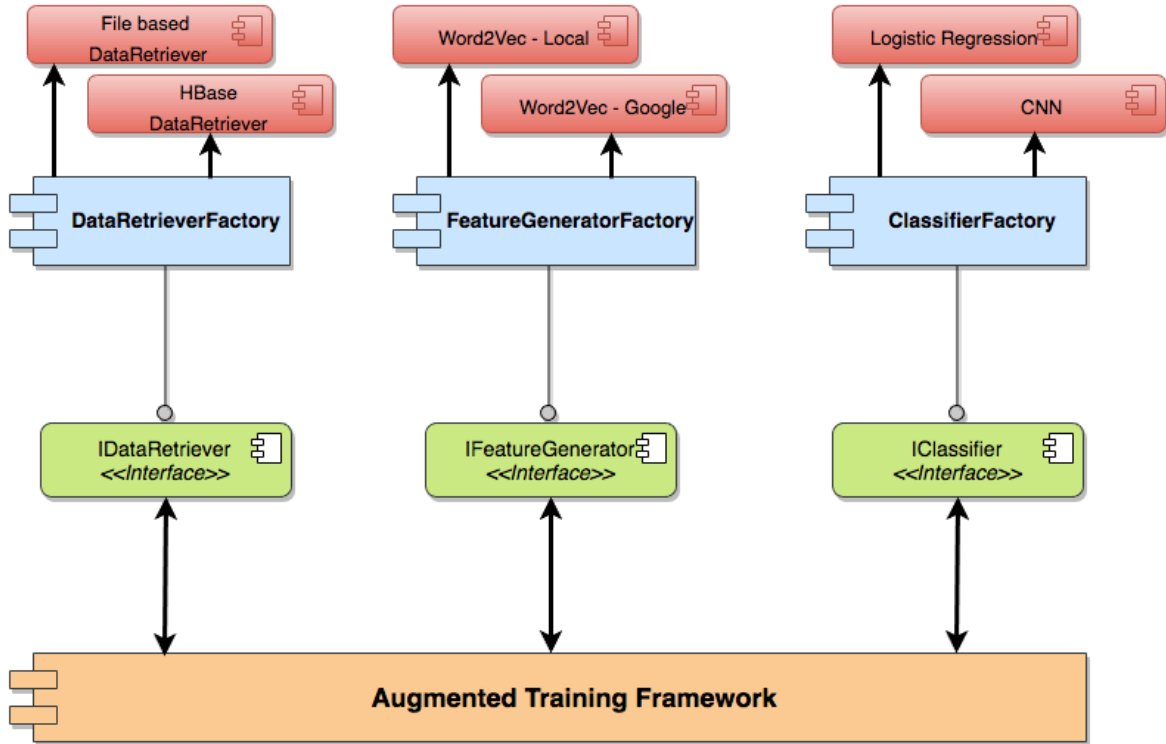 File based
DataRetriever
HBase
DataRetriever
Word2Vec - Local
Word2Vec - Google
Logistic Regression
CNN
DataRetrieverFactory
FeatureGeneratorFactory
ClassifierFactory
IDataRetriever
<<Interface>>
IFeatureGenerator
<<Interface>>
IClassifier
<<Interface>>
Augmented Training Framework